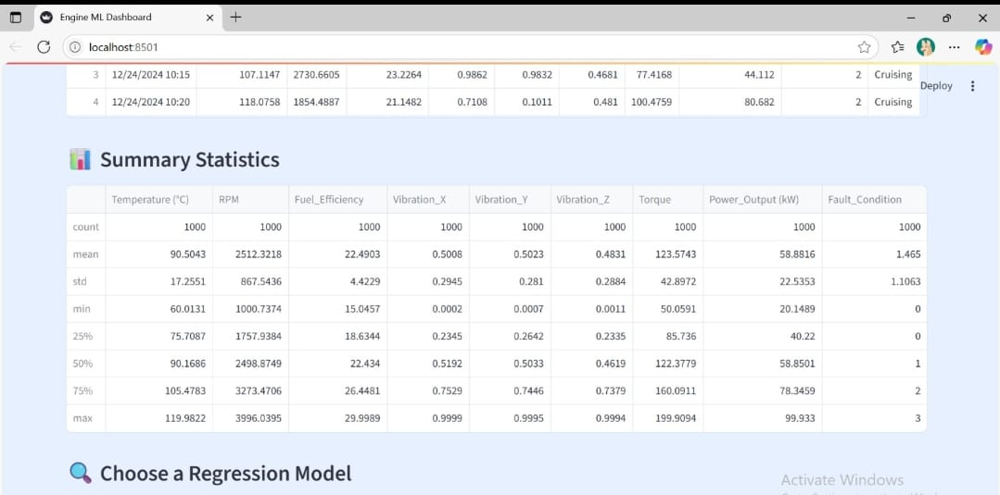 Engine ML Dashboard
localhost:8501
3 12/24/2024 10:15 107.1147 2730.6605 23.2264 0.9862 0.9832 0.4681 77.4168 44.112 2 Cruising
Deploy
4 12/24/2024 10:20 118.0758 1854.4887 21.1482 0.7108 0.1011 0.481 100.4759 80.682 2 Cruising
Summary Statistics
Temperature (°C) RPM Fuel_Efficiency Vibration_X Vibration_Y Vibration_Z Torque Power_Output (kW) Fault_Condition
count 1000 1000 1000 1000 1000 1000 1000 1000 1000
mean 90.5043 2512.3218 22.4903 0.5008 0.5023 0.4831 123.5743 58.8816 1.465
std 17.2551 867.5436 4.4229 0.2945 0.281 0.2884 42.8972 22.5353 1.1063
min 60.0131 1000.7374 15.0457 0.0002 0.0007 0.0011 50.0591 20.1489 0
25% 75.7087 1757.9384 18.6344 0.2345 0.2642 0.2335 85.736 40.22 0
50% 90.1686 2498.8749 22.434 0.5192 0.5033 0.4619 122.3779 58.8501 1
75% 105.4783 3273.4706 26.4481 0.7529 0.7446 0.7379 160.0911 78.3459 2
max 119.9822 3996.0395 29.9989 0.9999 0.9995 0.9994 199.9094 99.933 3
Choose a Regression Model
Activate Windows